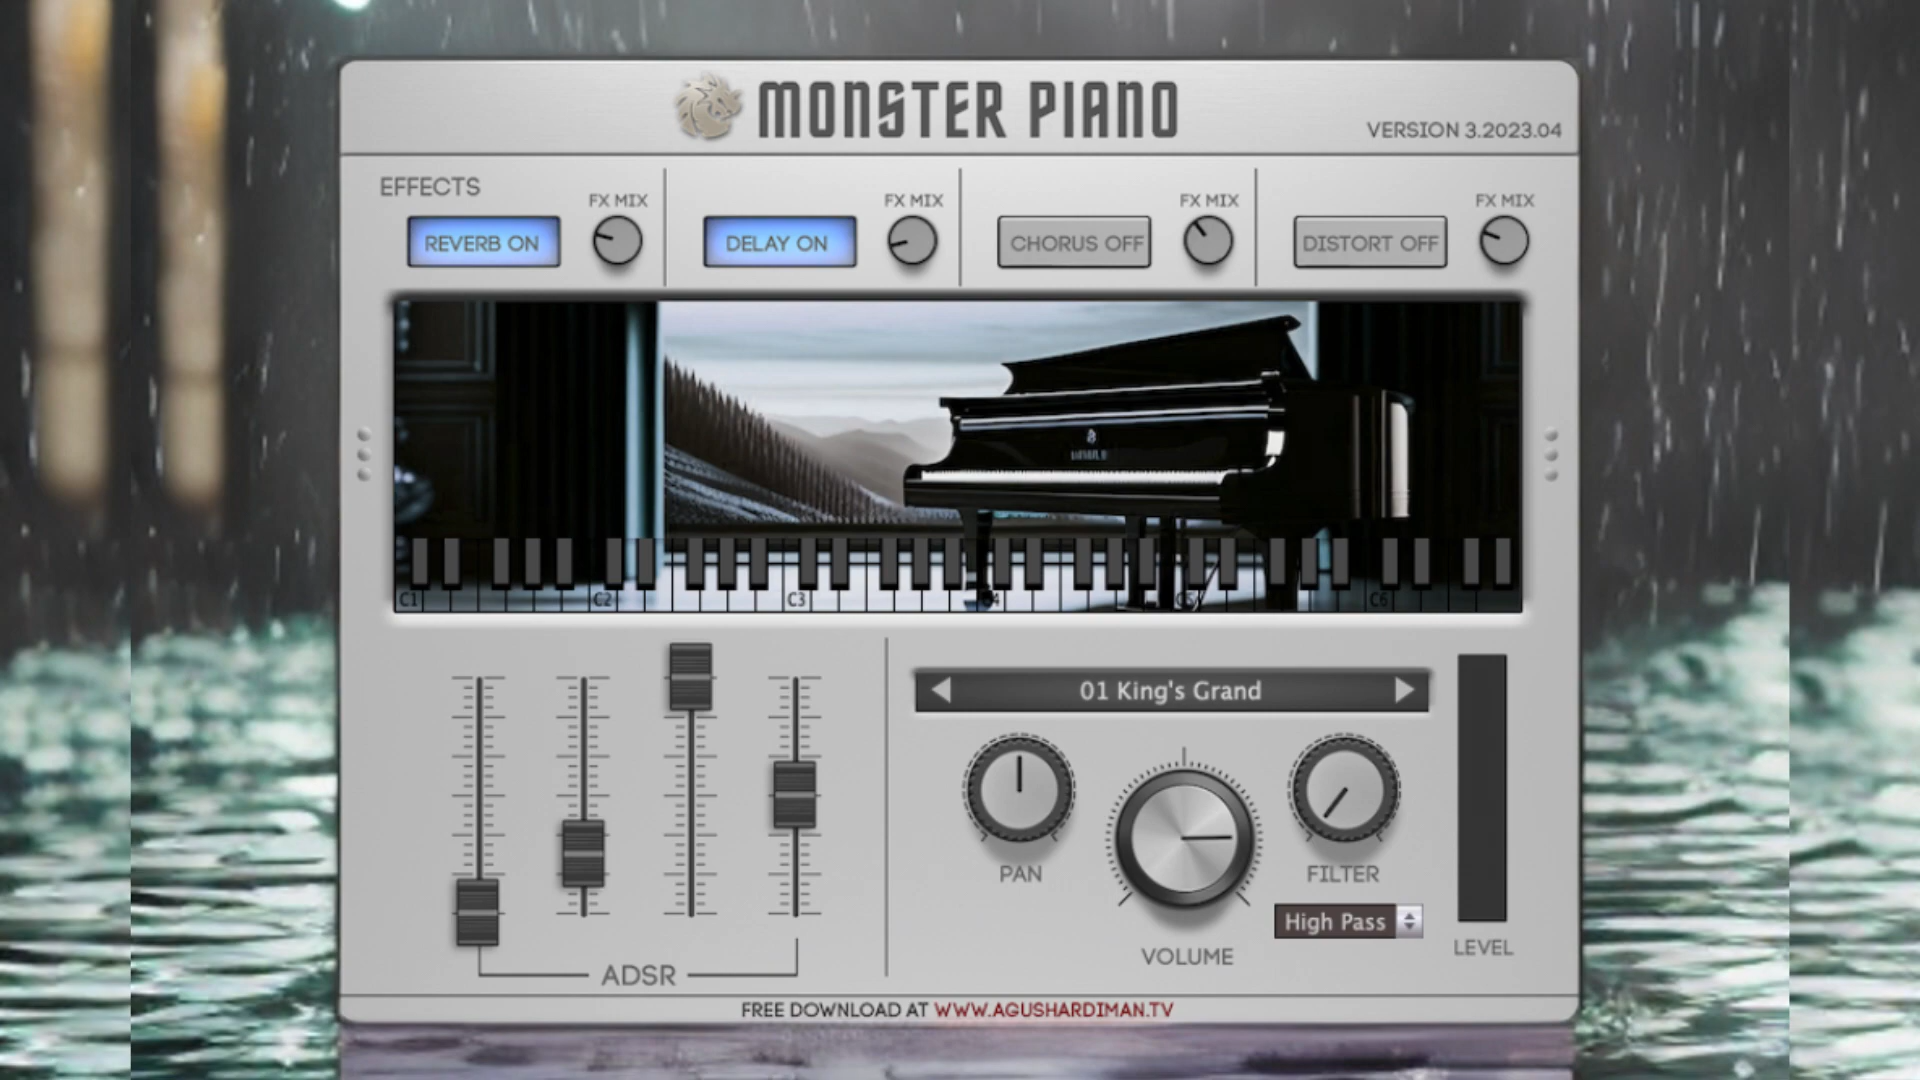 MONSTER PIANO
VERSION 3.2023.04
EFFECTS
FX MIX
FX MIX
FX MIX
FX MIX
REVERB ON
DELAY ON
CHORUS OFF
DISTORT OFF
C1
C2
C3
C4
C5
C6
01 King's Grand
PAN
FILTER
High Pass
VOLUME
LEVEL
ADSR
FREE DOWNLOAD AT WWW.AGUSHARDIMAN.TV